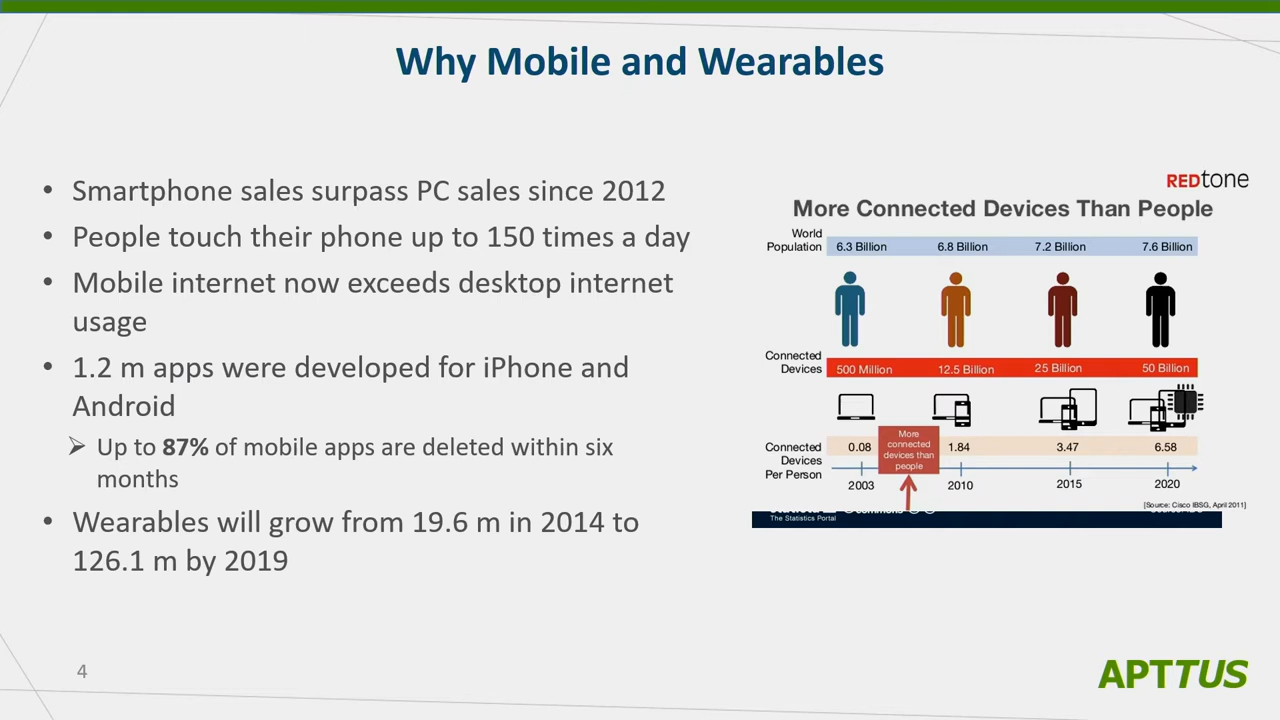 Why Mobile and Wearables
• Smartphone sales surpass PC sales since 2012
• People touch their phone up to 150 times a day
• Mobile internet now exceeds desktop internet
usage
• 1.2 m apps were developed for iPhone and
Android
➢ Up to 87% of mobile apps are deleted within six
months
• Wearables will grow from 19.6 m in 2014 to
126.1 m by 2019
REDtone
More Connected Devices Than People
World
Population
6.3 Billion 6.8 Billion 7.2 Billion 7.6 Billion
Connected
Devices
500 Million 12.5 Billion 25 Billion 50 Billion
More
connected
devices than
people
Connected
Devices
Per Person
0.08 1.84 3.47 6.58
2003 2010 2015 2020
[Source: Cisco IBSG, April 2011]
The Statistics Portal
4
APTTUS